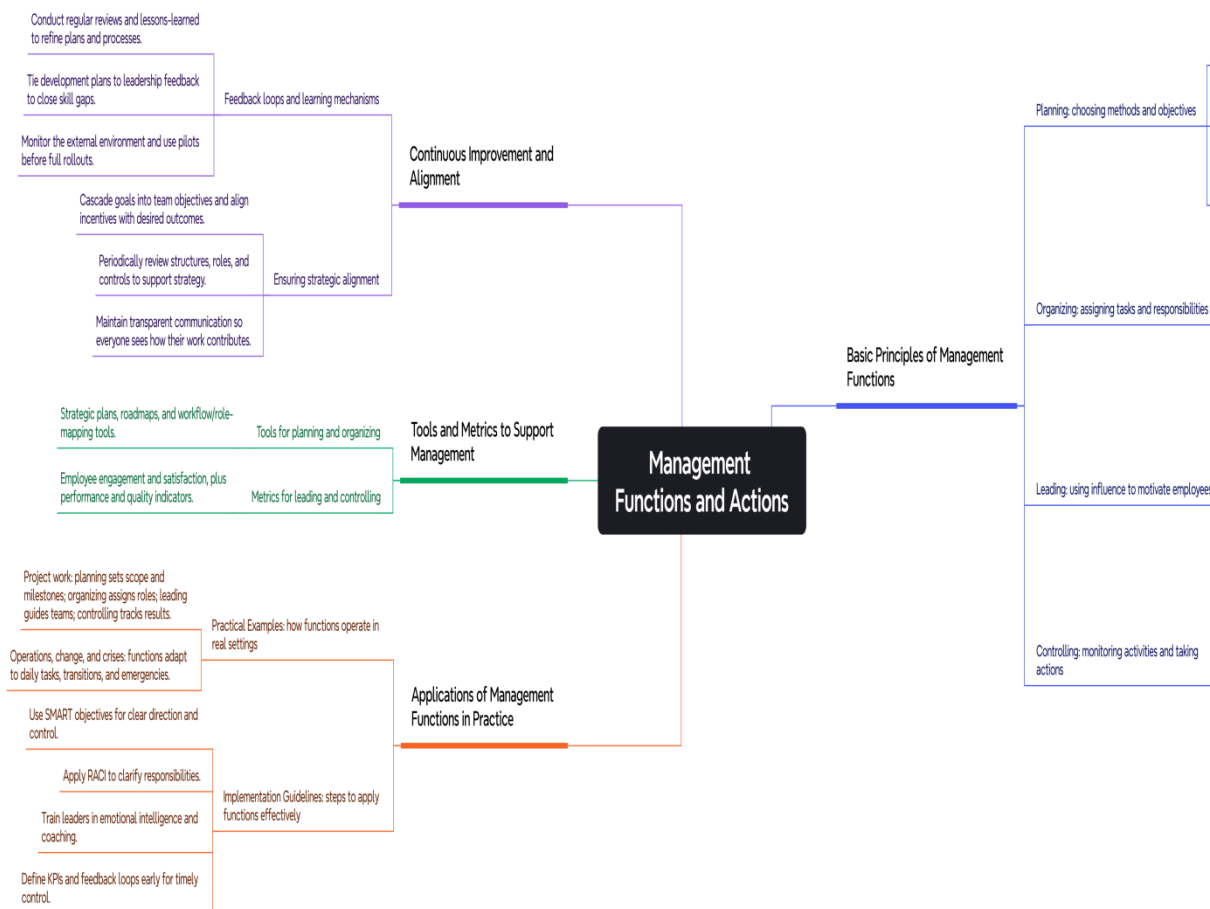 Management
Functions and Actions
Basic Principles of Management
Functions
Planning: choosing methods and objectives
Organizing: assigning tasks and responsibilities
Leading: using influence to motivate employees
Controlling: monitoring activities and taking
actions
Continuous Improvement and
Alignment
Feedback loops and learning mechanisms
Conduct regular reviews and lessons-learned
to refine plans and processes.
Tie development plans to leadership feedback
to close skill gaps.
Monitor the external environment and use pilots
before full rollouts.
Ensuring strategic alignment
Cascade goals into team objectives and align
incentives with desired outcomes.
Periodically review structures, roles, and
controls to support strategy.
Maintain transparent communication so
everyone sees how their work contributes.
Tools and Metrics to Support
Management
Tools for planning and organizing
Strategic plans, roadmaps, and workflow/role-
mapping tools.
Metrics for leading and controlling
Employee engagement and satisfaction, plus
performance and quality indicators.
Applications of Management
Functions in Practice
Practical Examples: how functions operate in
real settings
Project work: planning sets scope and
milestones; organizing assigns roles; leading
guides teams; controlling tracks results.
Operations, change, and crises: functions adapt
to daily tasks, transitions, and emergencies.
Implementation Guidelines: steps to apply
functions effectively
Use SMART objectives for clear direction and
control.
Apply RACI to clarify responsibilities.
Train leaders in emotional intelligence and
coaching.
Define KPIs and feedback loops early for timely
control.